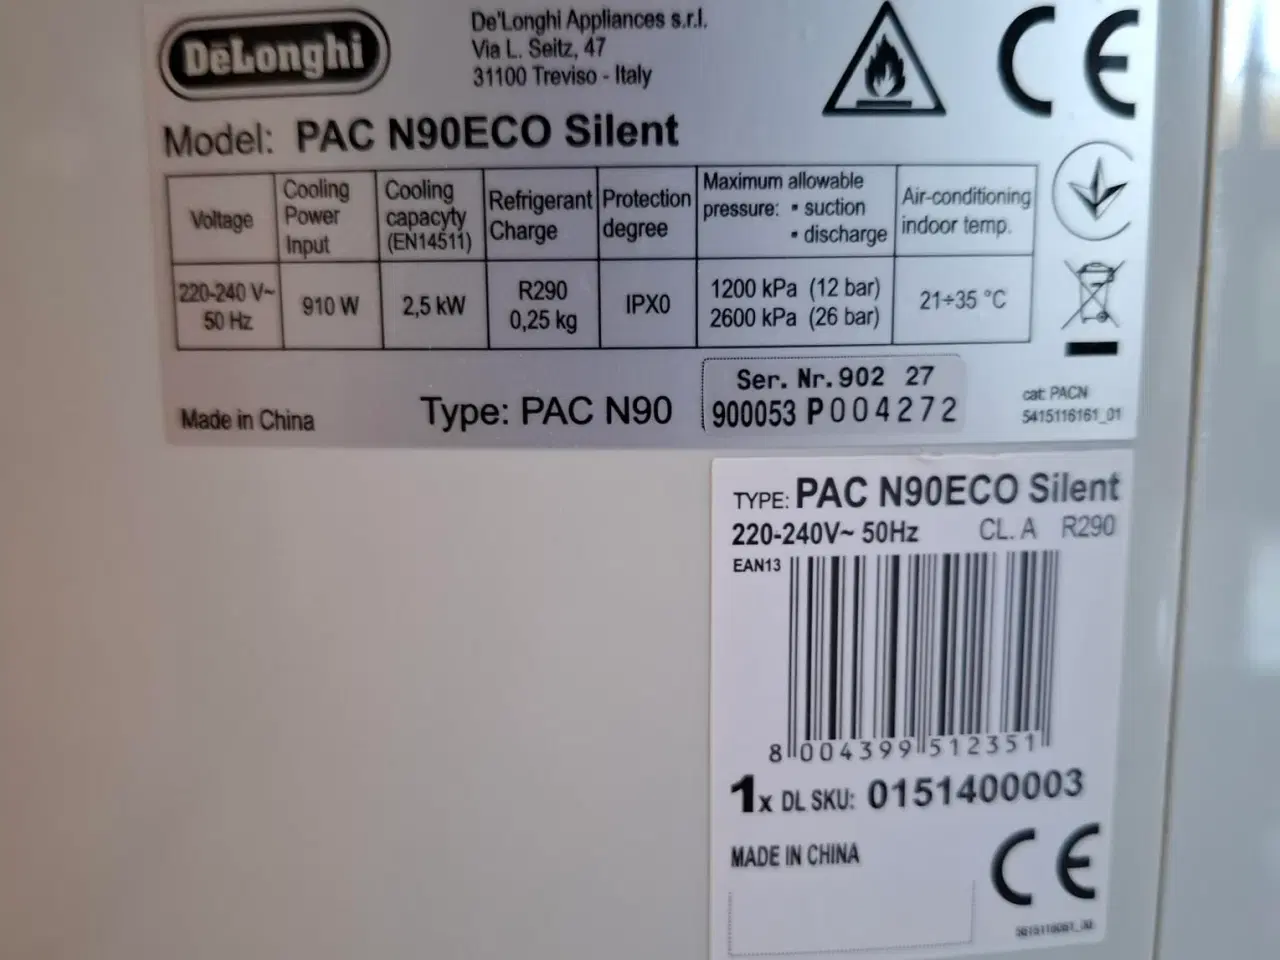 DeLonghi
De'Longhi Appliances s.r.l.
Via L. Seitz, 47
31100 Treviso - Italy
Model: PAC N90ECO Silent
Voltage
Cooling Power Input
Cooling capacyty (EN14511)
Refrigerant Charge
Protection degree
Maximum allowable pressure: • suction • discharge
Air-conditioning indoor temp.
220-240 V~ 50 Hz
910 W
2,5 kW
R290 0,25 kg
IPX0
1200 kPa (12 bar)
2600 kPa (26 bar)
21÷35 °C
Made in China
Type: PAC N90
Ser. Nr. 902 27
900053 P004272
cat: PACN
5415116161_01
TYPE: PAC N90ECO Silent
220-240V~ 50Hz CL. A R290
EAN13
8 004399 512351
1x DL SKU: 0151400003
MADE IN CHINA
CE